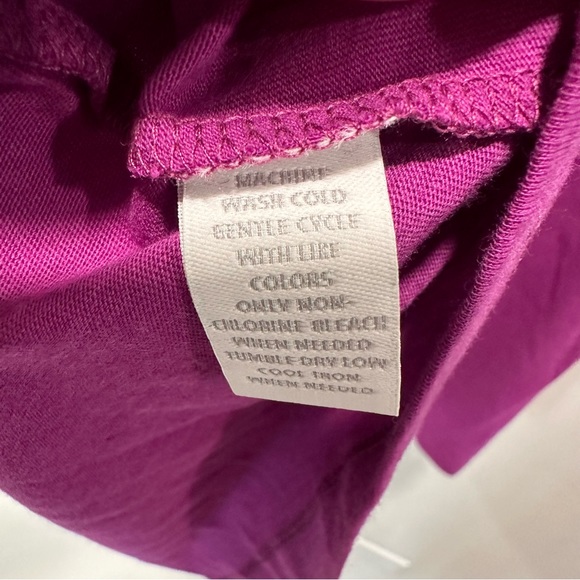 MACHINE
WASH COLD
GENTLE CYCLE
WITH LIKE
COLORS
ONLY NON-
CHLORINE BLEACH
WHEN NEEDED
TUMBLE DRY LOW
COOL IRON
WHEN NEEDED